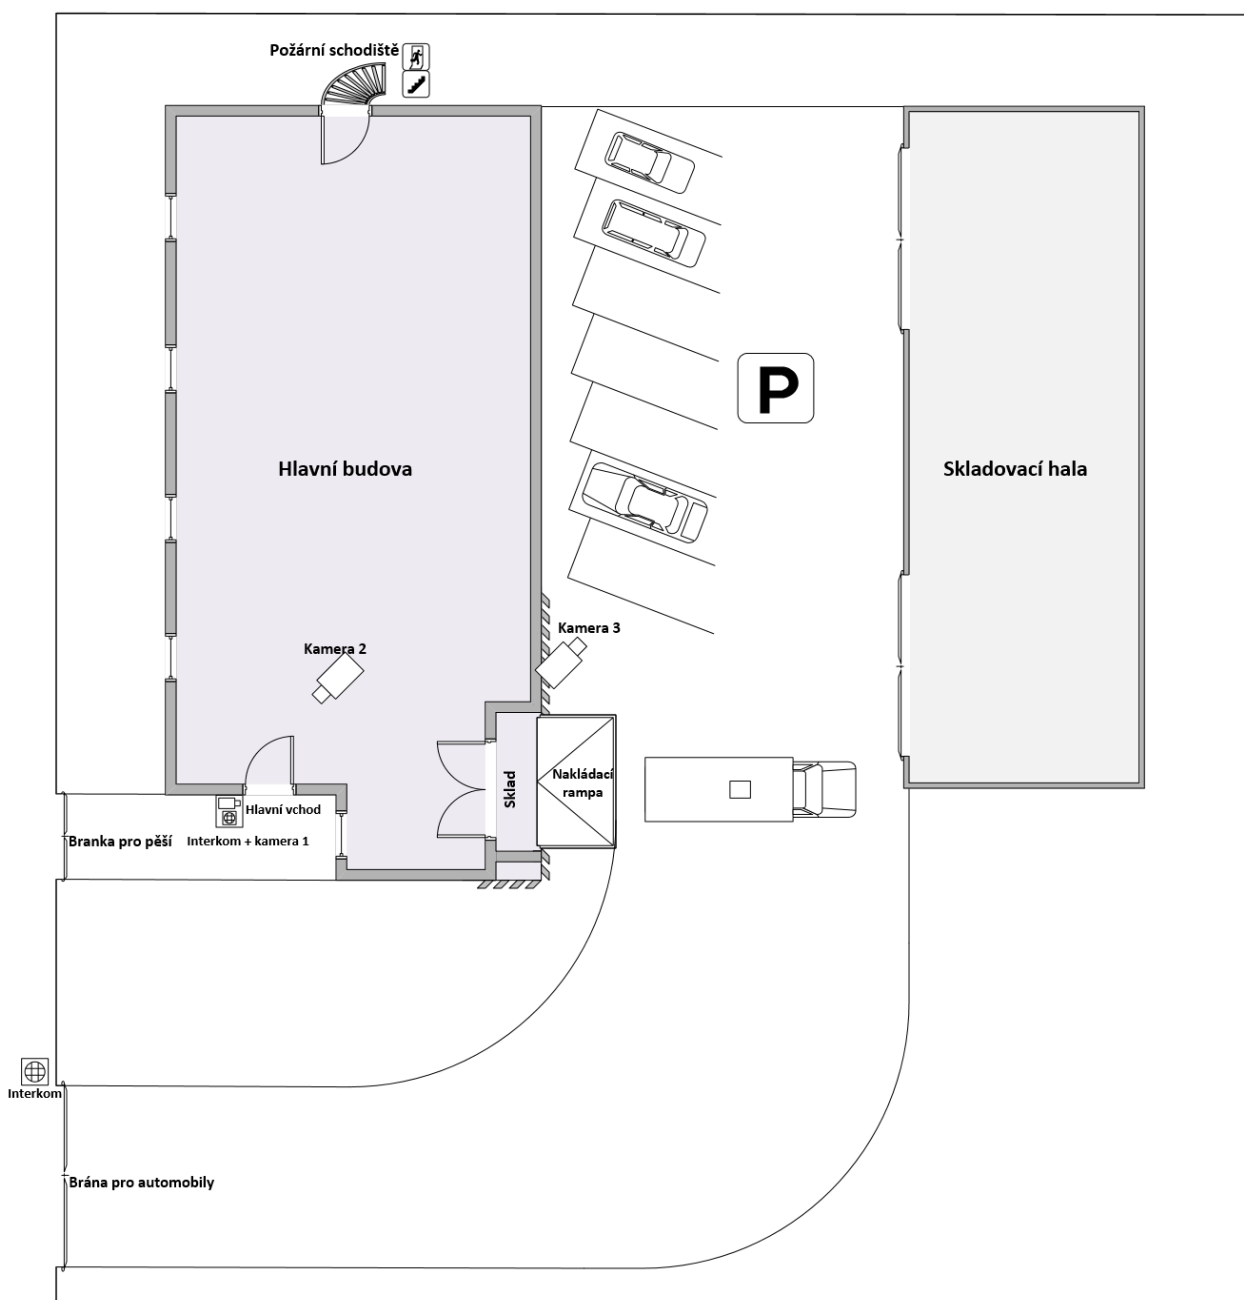 Požární schodiště
P
Hlavní budova
Skladovací hala
Kamera 3
Kamera 2
Nakládací
rampa
Sklad
Hlavní vchod
Branka pro pěší
Interkom + kamera 1
Interkom
Brána pro automobily